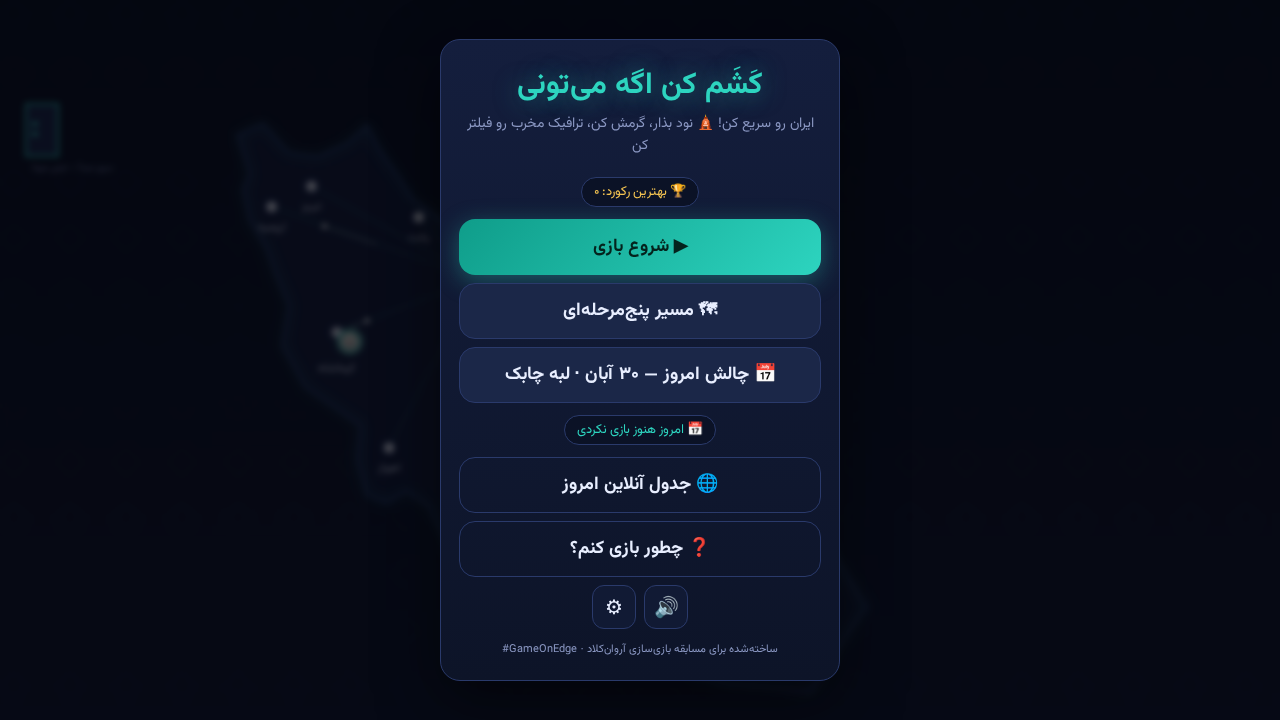 کَشَم کن اگه می‌تونی
ایران رو سریع کن! 🛕 نود بذار، گرمش کن، ترافیک مخرب رو فیلتر
کن
🏆 بهترین رکورد: ۰
▶ شروع بازی
🗺 مسیر پنج‌مرحله‌ای
📅 چالش امروز — ۳۰ آبان · لبه چابک
📅 امروز هنوز بازی نکردی
🌐 جدول آنلاین امروز
❓ چطور بازی کنم؟
ساخته‌شده برای مسابقه بازی‌سازی آروان‌کلاد · #GameOnEdge